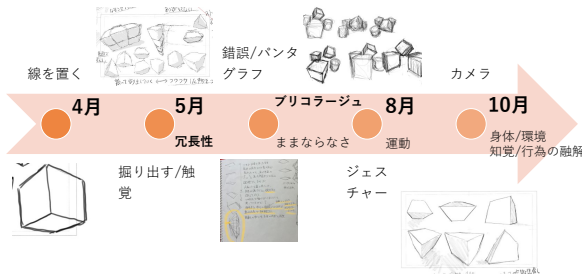 線を置く
錯誤/パンタ
グラフ
カメラ
4月
5月
ブリコラージュ
8月
10月
冗長性
ままならなさ
運動
身体/環境
知覚/行為の融解
掘り出す/触
覚
ジェス
チャー